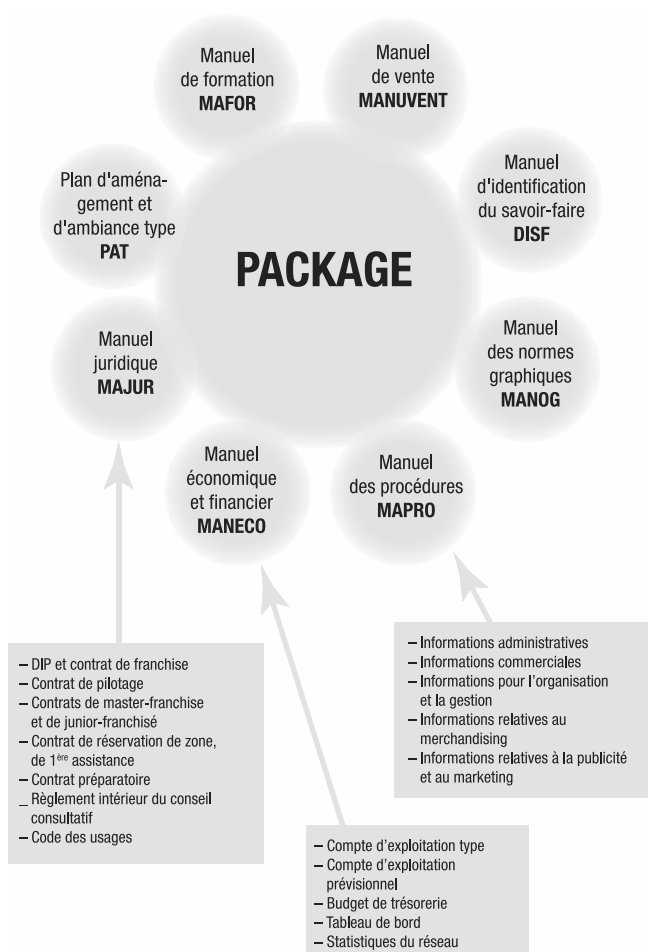 Manuel
de formation
MAFOR
Manuel
de vente
MANUVENT
Plan d'aména-
gement et
d'ambiance type
PAT
Manuel
d'identification
du savoir-faire
DISF
PACKAGE
Manuel
juridique
MAJUR
Manuel
des normes
graphiques
MANOG
Manuel
économique
et financier
MANECO
Manuel
des procédures
MAPRO
– DIP et contrat de franchise
– Contrat de pilotage
– Contrats de master-franchise
et de junior-franchisé
– Contrat de réservation de zone,
de 1ère assistance
– Contrat préparatoire
_ Règlement intérieur du conseil
consultatif
– Code des usages
– Informations administratives
– Informations commerciales
– Informations pour l'organisation
et la gestion
– Informations relatives au
merchandising
– Informations relatives à la publicité
et au marketing
– Compte d'exploitation type
– Compte d'exploitation
prévisionnel
– Budget de trésorerie
– Tableau de bord
– Statistiques du réseau